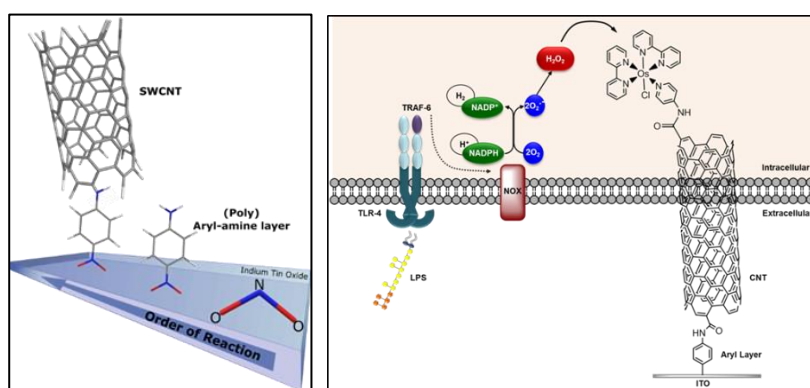 SWCNT
(Poly)
Aryl-amine layer
Indium Tin Oxide
N
O
O
Order of Reaction
H₂O₂
N
N
N
N
Os
N
N
Cl
NH
O
H₂
NADP⁺
2O₂⁻
TRAF-6
H⁺
NADPH
2O₂
Intracellular
NOX
Extracellular
TLR-4
LPS
CNT
O
HN
Aryl Layer
ITO